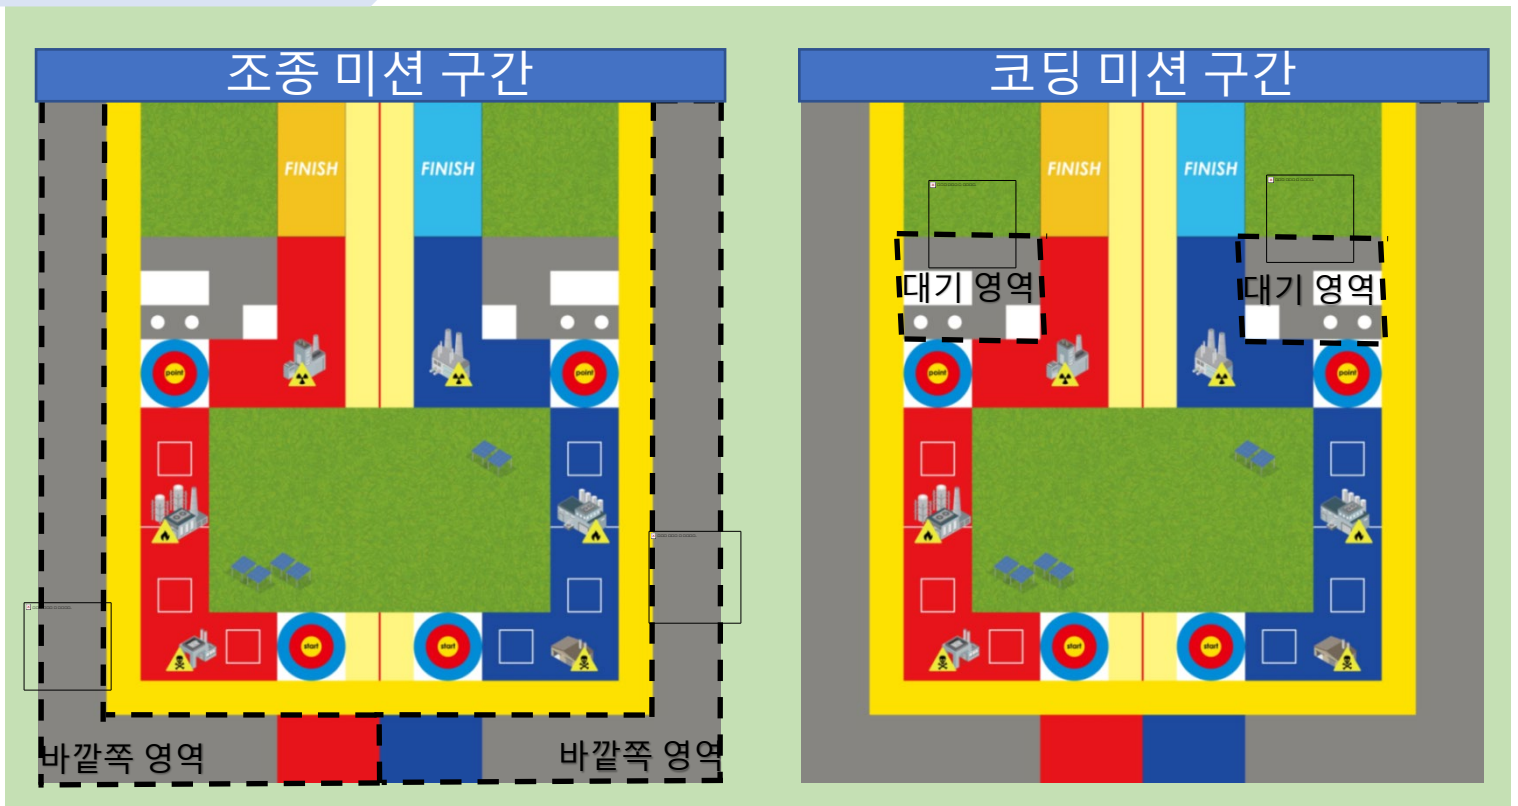 조종 미션 구간
FINISH
FINISH
point
point
start
start
바깥쪽 영역
바깥쪽 영역
코딩 미션 구간
FINISH
FINISH
대기 영역
대기 영역
point
point
start
start